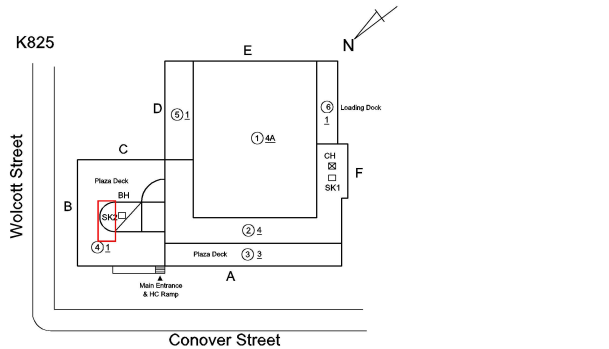 K825
N
E
D
⑤ 1
⑥
1
Loading Dock
① 4A
C
CH
F
SK1
Plaza Deck
BH
B
SK2
Wolcott Street
② 4
④ 1
Plaza Deck
③ 3
A
Main Entrance
& HC Ramp
Conover Street